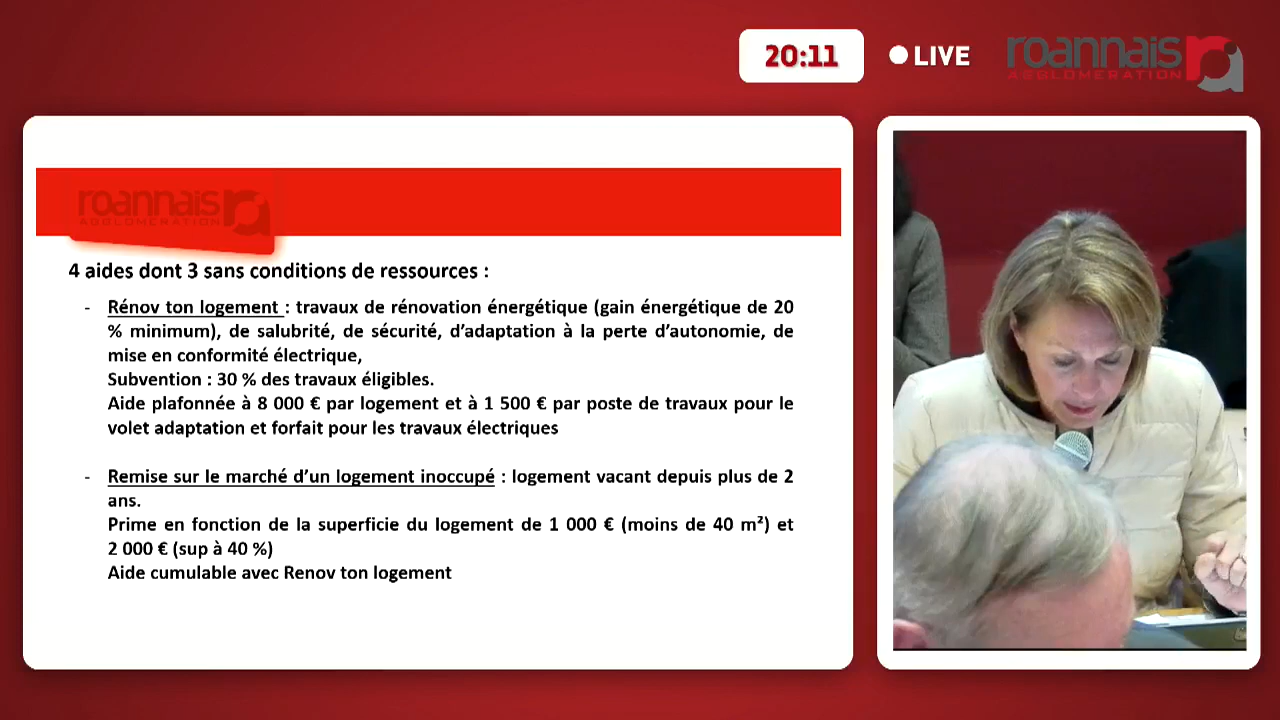 20:11
LIVE
roannais
AGGLOMÉRATION
roannais
AGGLOMÉRATION
4 aides dont 3 sans conditions de ressources :
- Rénov ton logement : travaux de rénovation énergétique (gain énergétique de 20
% minimum), de salubrité, de sécurité, d'adaptation à la perte d'autonomie, de
mise en conformité électrique,
Subvention : 30 % des travaux éligibles.
Aide plafonnée à 8 000 € par logement et à 1 500 € par poste de travaux pour le
volet adaptation et forfait pour les travaux électriques
- Remise sur le marché d'un logement inoccupé : logement vacant depuis plus de 2
ans.
Prime en fonction de la superficie du logement de 1 000 € (moins de 40 m²) et
2 000 € (sup à 40 %)
Aide cumulable avec Renov ton logement